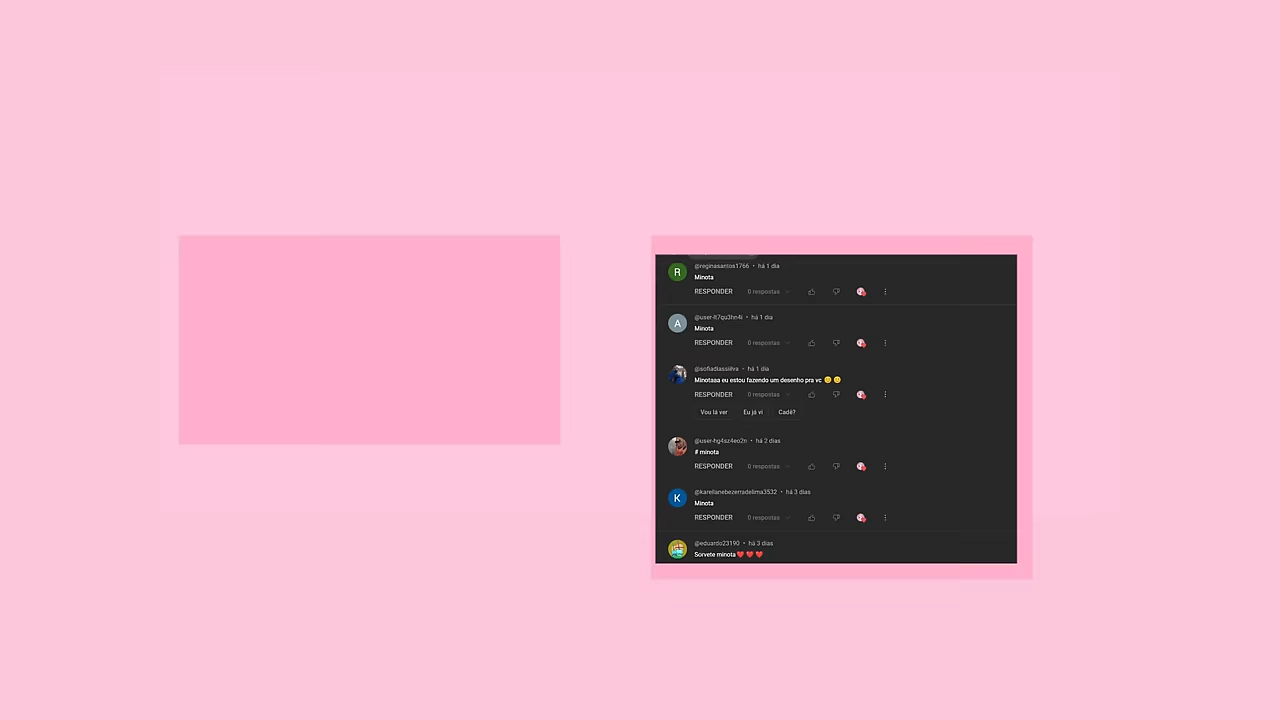 R
@reginasantos1766 • há 1 dia
Minota
RESPONDER 0 respostas
A
@user-lt7qu3hn4i • há 1 dia
Minota
RESPONDER 0 respostas
@sofiadiassiilva • há 1 dia
Minotaaa eu estou fazendo um desenho pra vc
RESPONDER 0 respostas
Vou lá ver Eu já vi Cadê?
@user-hg4sz4eo2n • há 2 dias
# minota
RESPONDER 0 respostas
K
@karellanebezerradelima3532 • há 3 dias
Minota
RESPONDER 0 respostas
@eduardo23190 • há 3 dias
Sorvete minota❤️❤️❤️